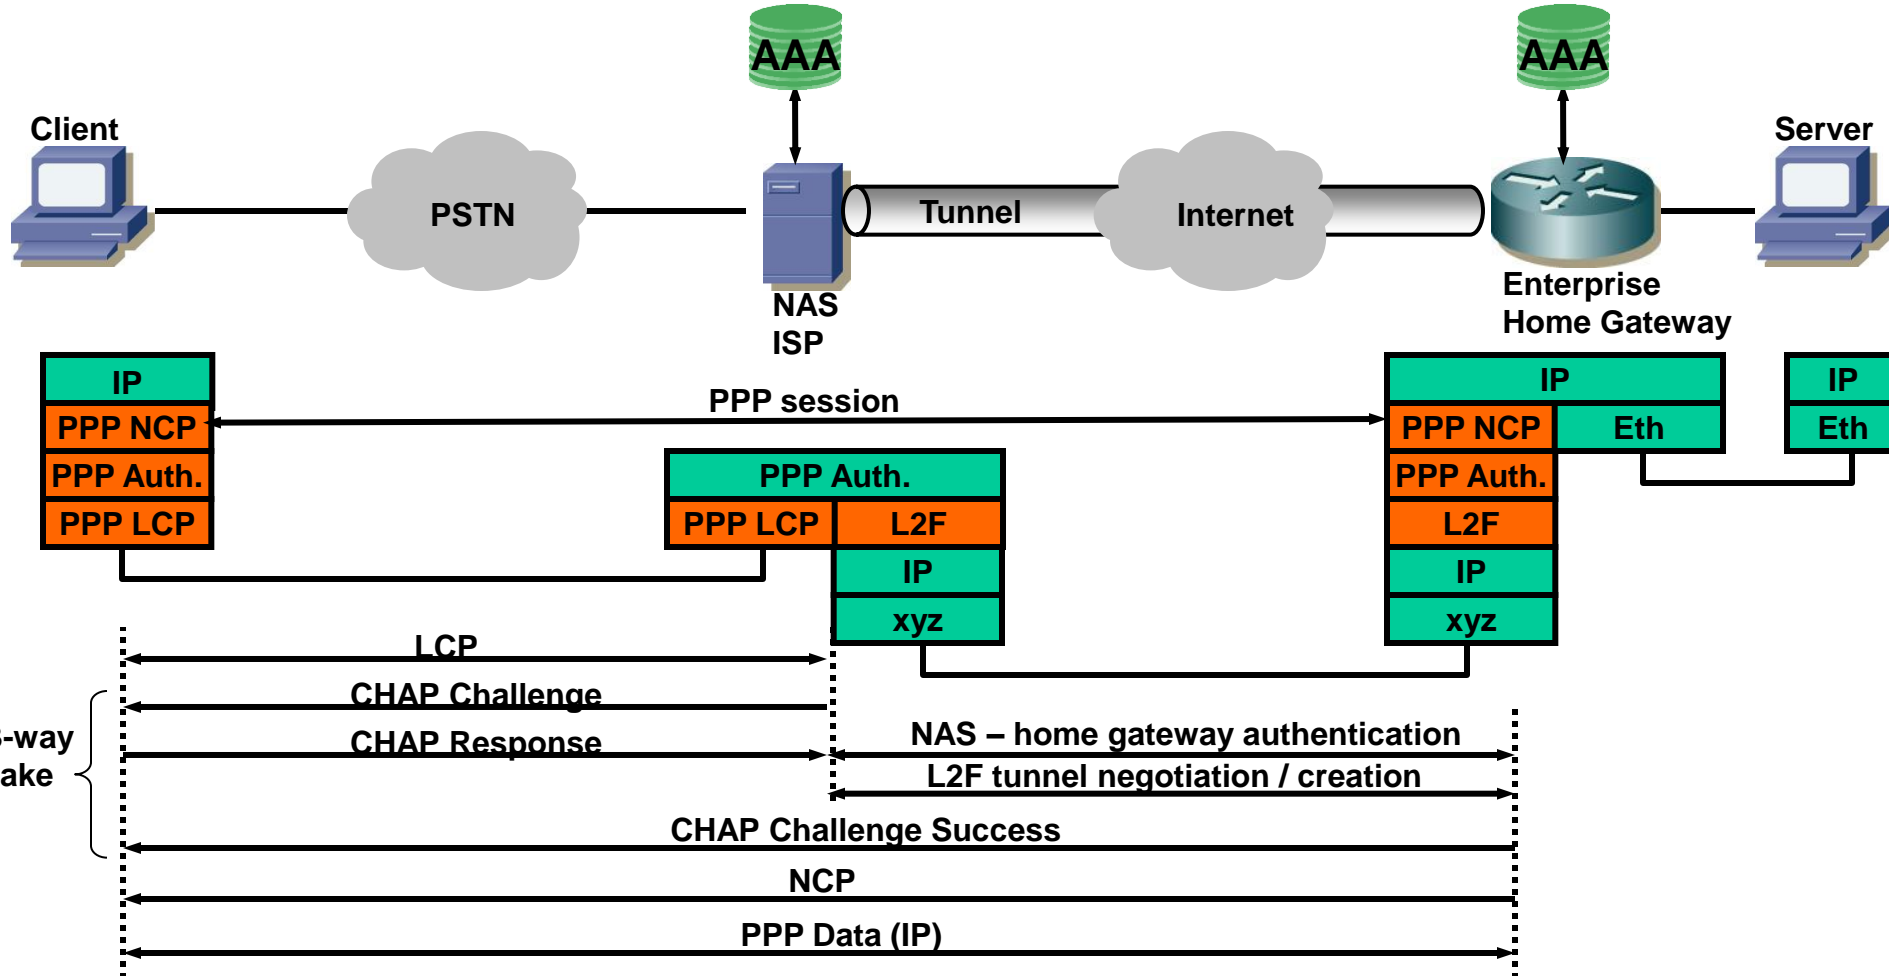 AAA
AAA
Client
Server
PSTN
Tunnel
Internet
NAS
ISP
Enterprise
Home Gateway
IP
PPP NCP
PPP Auth.
PPP LCP
PPP session
PPP Auth.
PPP LCP
L2F
IP
xyz
IP
PPP NCP
Eth
PPP Auth.
L2F
IP
xyz
IP
Eth
LCP
CHAP Challenge
CHAP Response
-way
ake
NAS – home gateway authentication
L2F tunnel negotiation / creation
CHAP Challenge Success
NCP
PPP Data (IP)